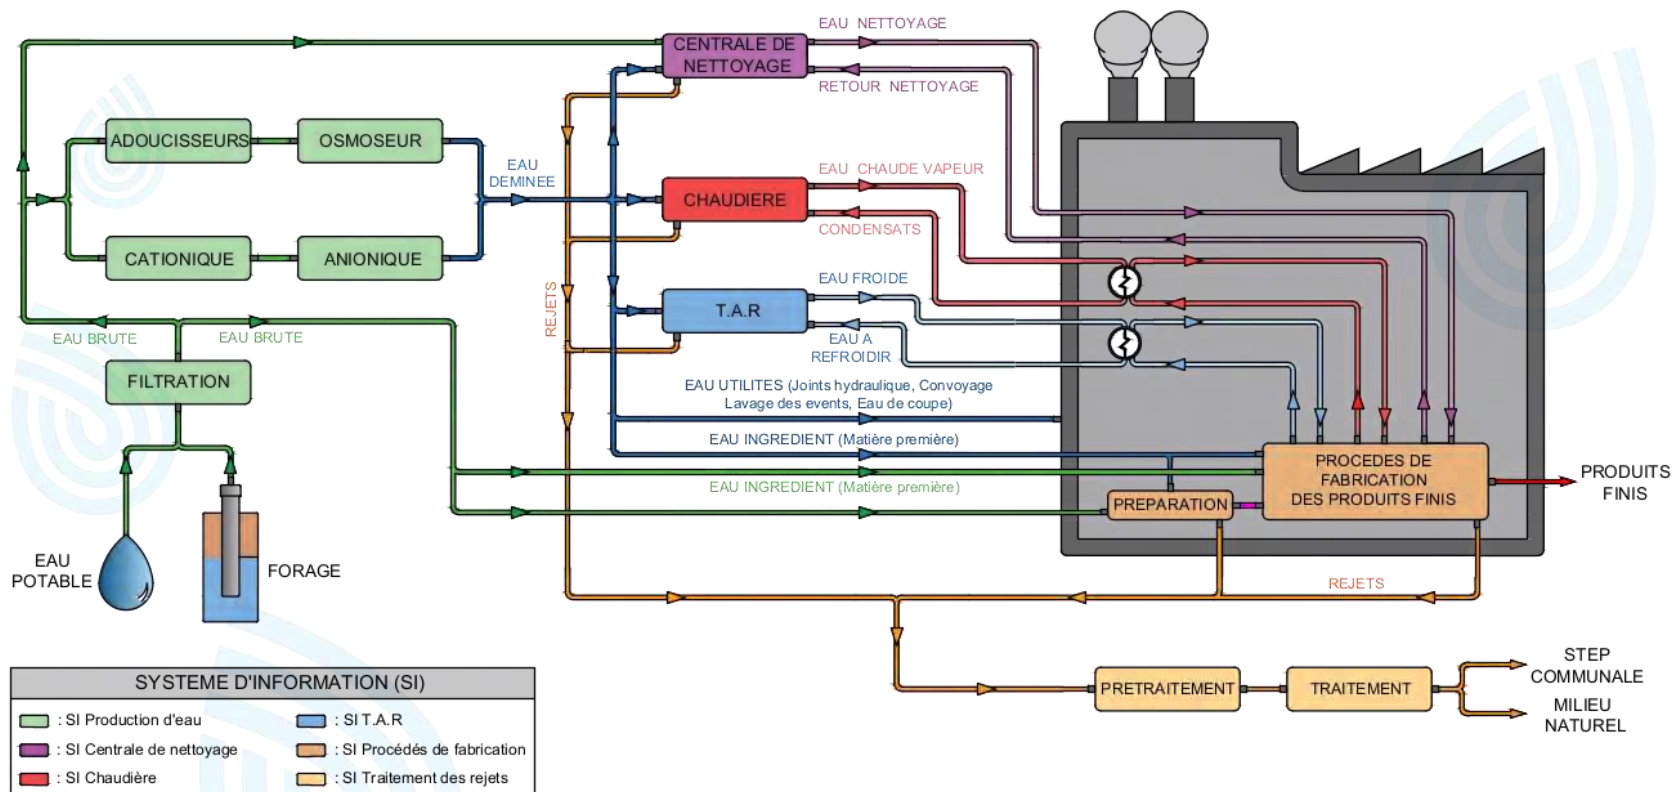 EAU NETTOYAGE
CENTRALE DE
NETTOYAGE
RETOUR NETTOYAGE
ADOUCISSEURS
OSMOSEUR
EAU
DEMINEE
EAU CHAUDE VAPEUR
CHAUDIERE
CONDENSATS
CATIONIQUE
ANIONIQUE
EAU FROIDE
REJETS
T.A.R
EAU A
REFROIDIR
EAU BRUTE
EAU BRUTE
FILTRATION
EAU UTILITES (Joints hydraulique, Convoyage
Lavage des events, Eau de coupe)
EAU INGREDIENT (Matière première)
EAU INGREDIENT (Matière première)
PROCEDES DE
FABRICATION
DES PRODUITS FINIS
PREPARATION
PRODUITS
FINIS
EAU
POTABLE
FORAGE
REJETS
PRETRAITEMENT
TRAITEMENT
STEP
COMMUNALE
MILIEU
NATUREL
SYSTEME D'INFORMATION (SI)
: SI Production d'eau
: SI T.A.R
: SI Centrale de nettoyage
: SI Procédés de fabrication
: SI Chaudière
: SI Traitement des rejets